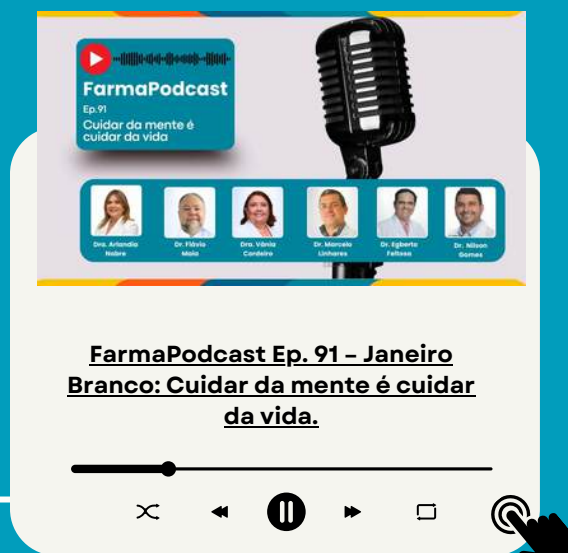 FarmaPodcast
Ep.91
Cuidar da mente é
cuidar da vida
Dra. Arlandia
Nobre
Dr. Flávio
Maia
Dra. Vânia
Cordeiro
Dr. Marcelo
Linhares
Dr. Egberto
Feitosa
Dr. Nilson
Gomes
FarmaPodcast Ep. 91 – Janeiro
Branco: Cuidar da mente é cuidar
da vida.